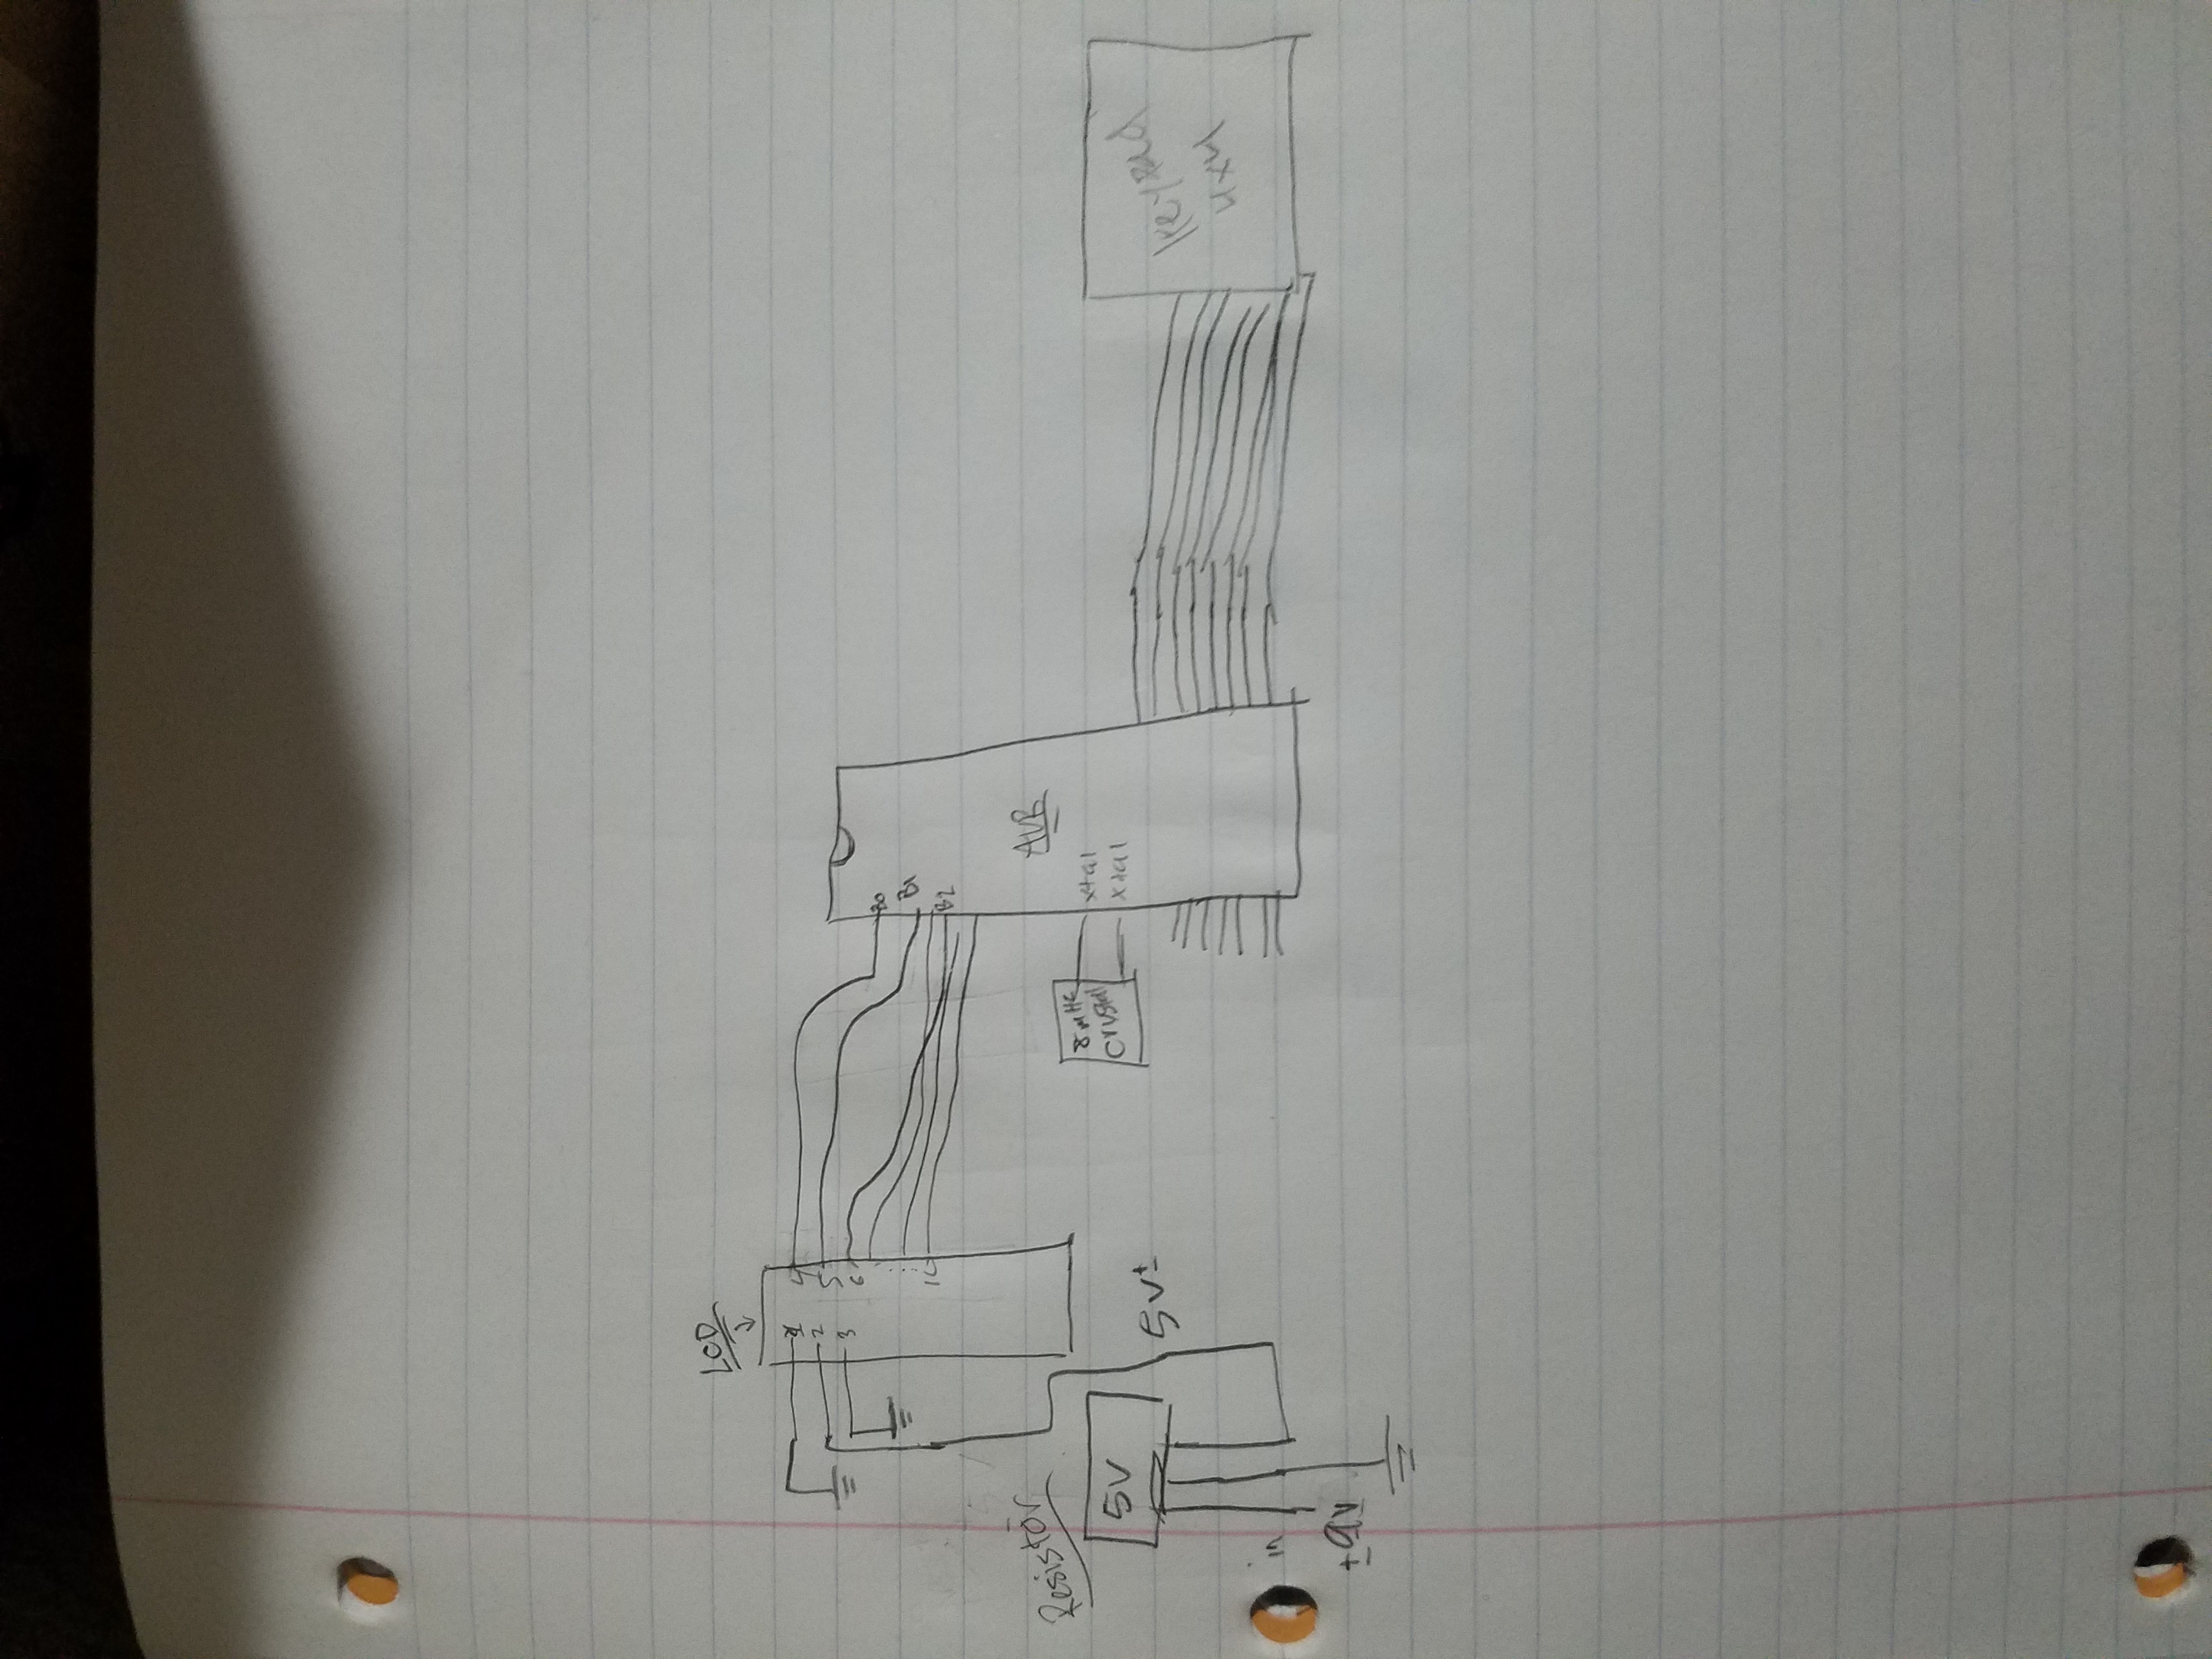 LCD
1
2
3
4
5
6
B0
B1
B2
AVR
Resistor
5V
5V±
8 mHz
Crystal
xtal
xtal
Keypad
4x4
in
±9V